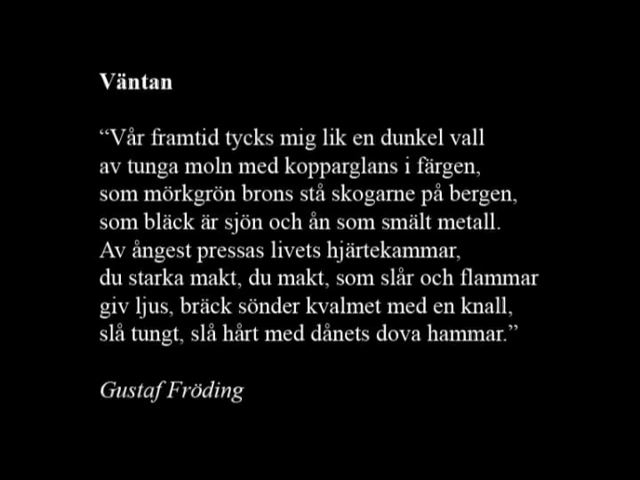 Väntan
“Vår framtid tycks mig lik en dunkel vall
av tunga moln med kopparglans i färgen,
som mörkgrön brons stå skogarne på bergen,
som bläck är sjön och ån som smält metall.
Av ångest pressas livets hjärtekammar,
du starka makt, du makt, som slår och flammar
giv ljus, bräck sönder kvalmet med en knall,
slå tungt, slå hårt med dånets dova hammar.”
Gustaf Fröding